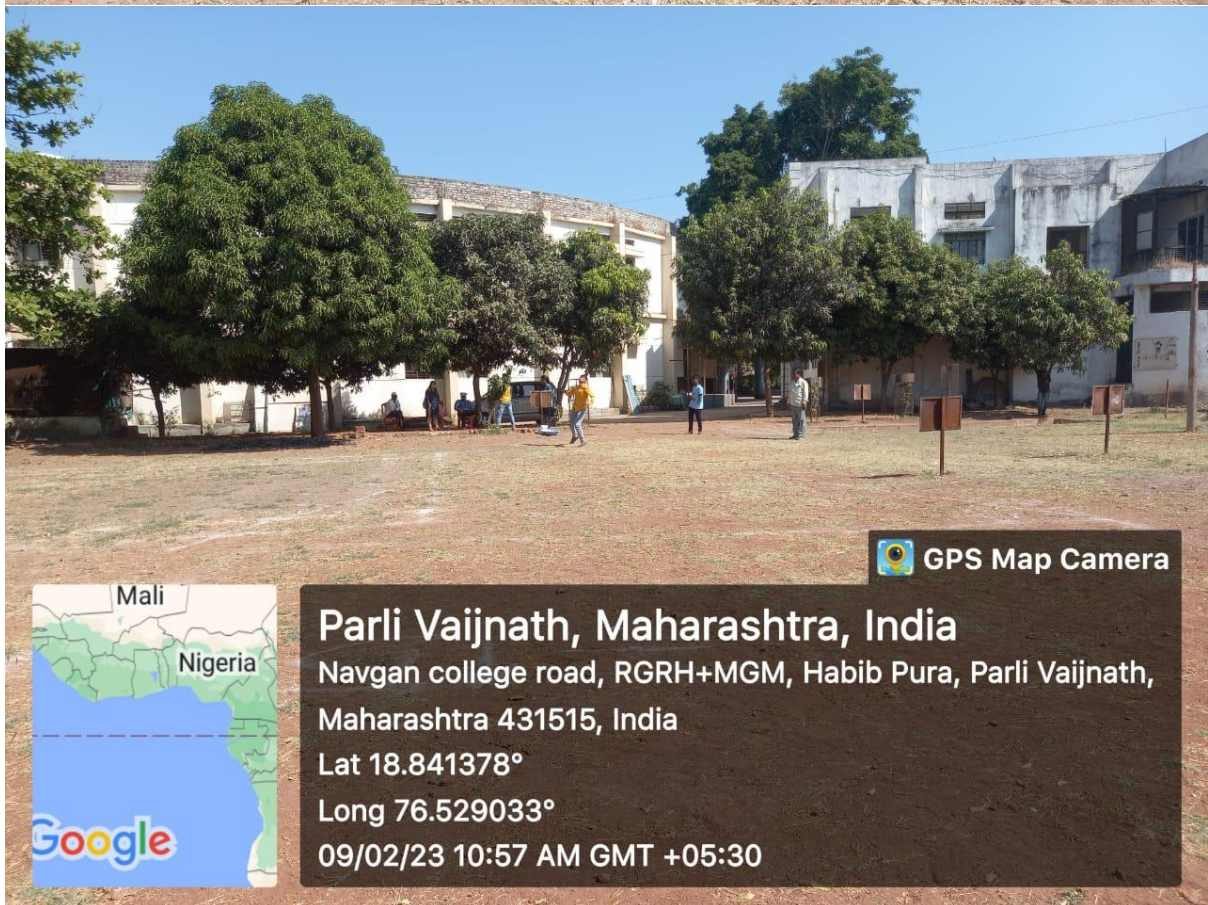 GPS Map Camera
Mali
Nigeria
Google
Parli Vaijnath, Maharashtra, India
Navgan college road, RGRH+MGM, Habib Pura, Parli Vaijnath,
Maharashtra 431515, India
Lat 18.841378°
Long 76.529033°
09/02/23 10:57 AM GMT +05:30